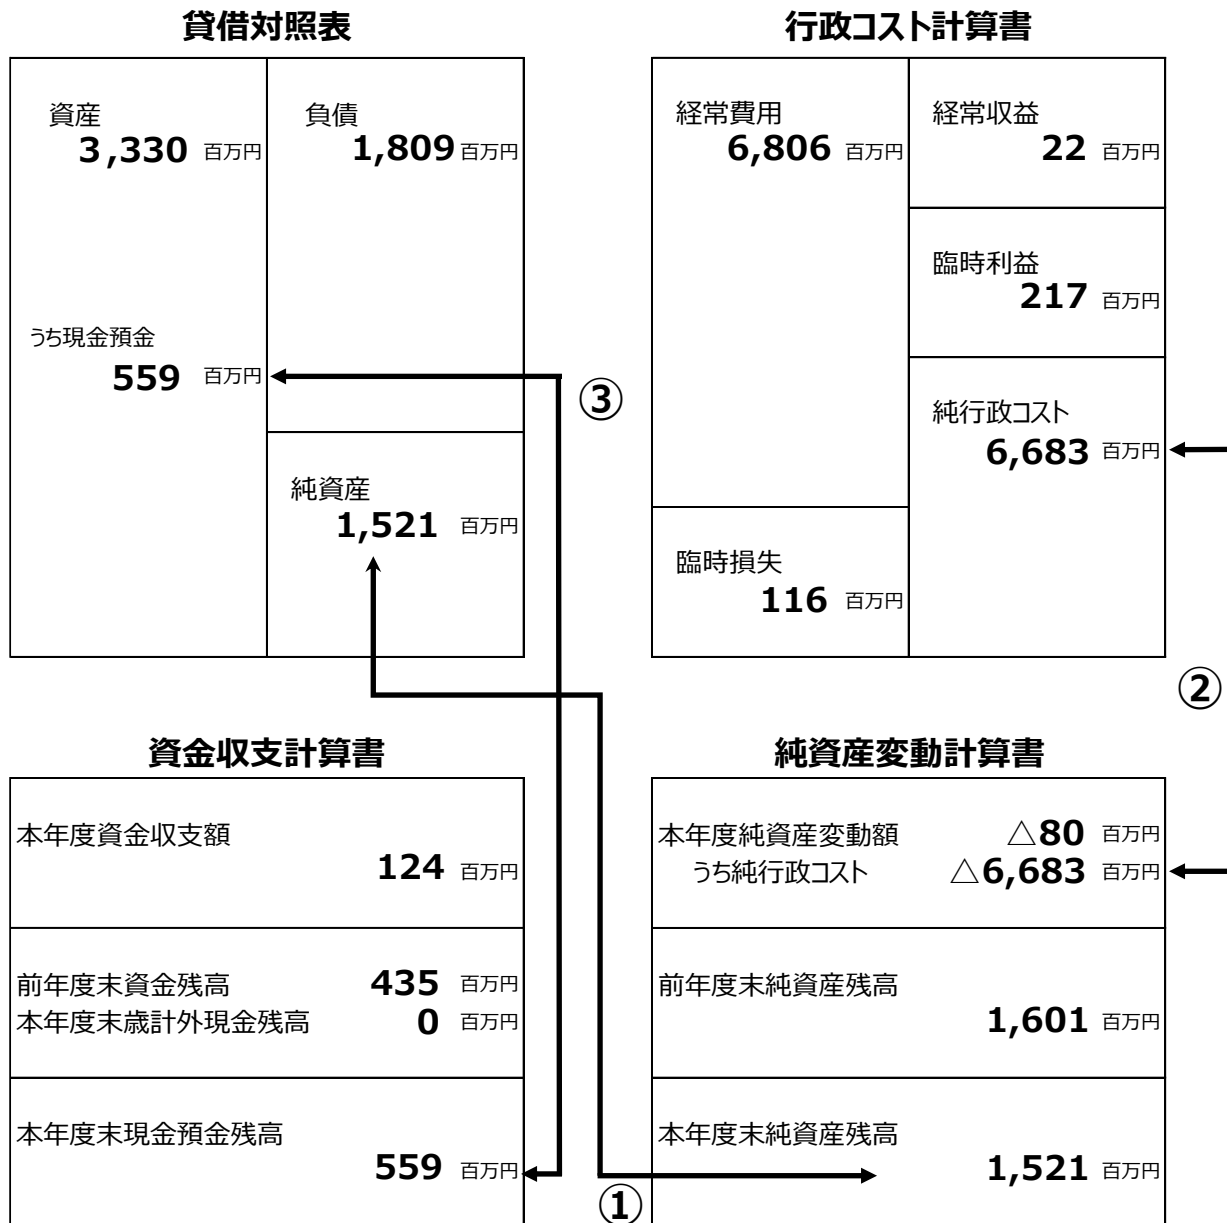 貸借対照表
資産
3,330 百万円
うち現金預金
559 百万円
負債
1,809 百万円
純資産
1,521 百万円
行政コスト計算書
経常費用
6,806 百万円
臨時損失
116 百万円
経常収益
22 百万円
臨時利益
217 百万円
純行政コスト
6,683 百万円
③
②
資金収支計算書
本年度資金収支額
124 百万円
前年度末資金残高 435 百万円
本年度末歳計外現金残高 0 百万円
本年度末現金預金残高
559 百万円
①
純資産変動計算書
本年度純資産変動額 △80 百万円
うち純行政コスト △6,683 百万円
前年度末純資産残高
1,601 百万円
本年度末純資産残高
1,521 百万円